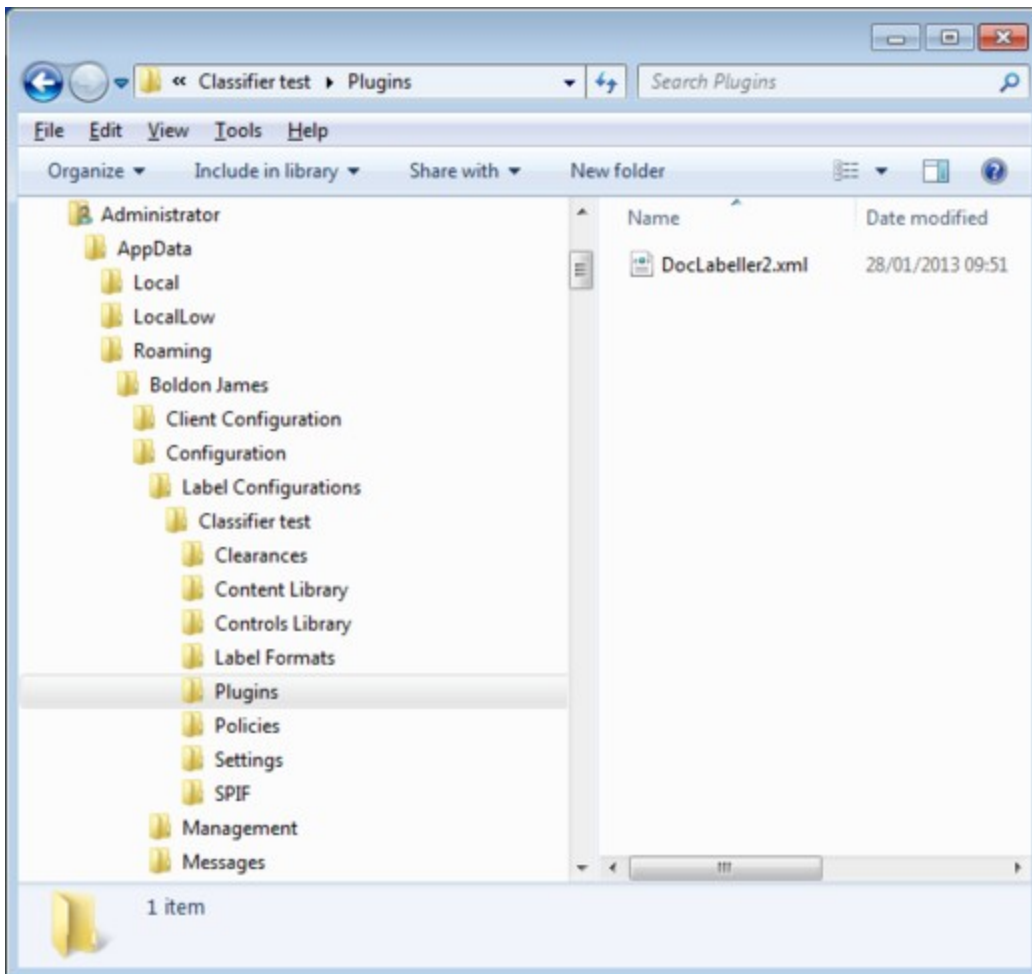 « Classifier test ▸ Plugins Search Plugins
File Edit View Tools Help
Organize Include in library Share with New folder
Administrator
AppData
Local
LocalLow
Roaming
Boldon James
Client Configuration
Configuration
Label Configurations
Classifier test
Clearances
Content Library
Controls Library
Label Formats
Plugins
Policies
Settings
SPIF
Management
Messages
Name Date modified
DocLabeller2.xml 28/01/2013 09:51
1 item